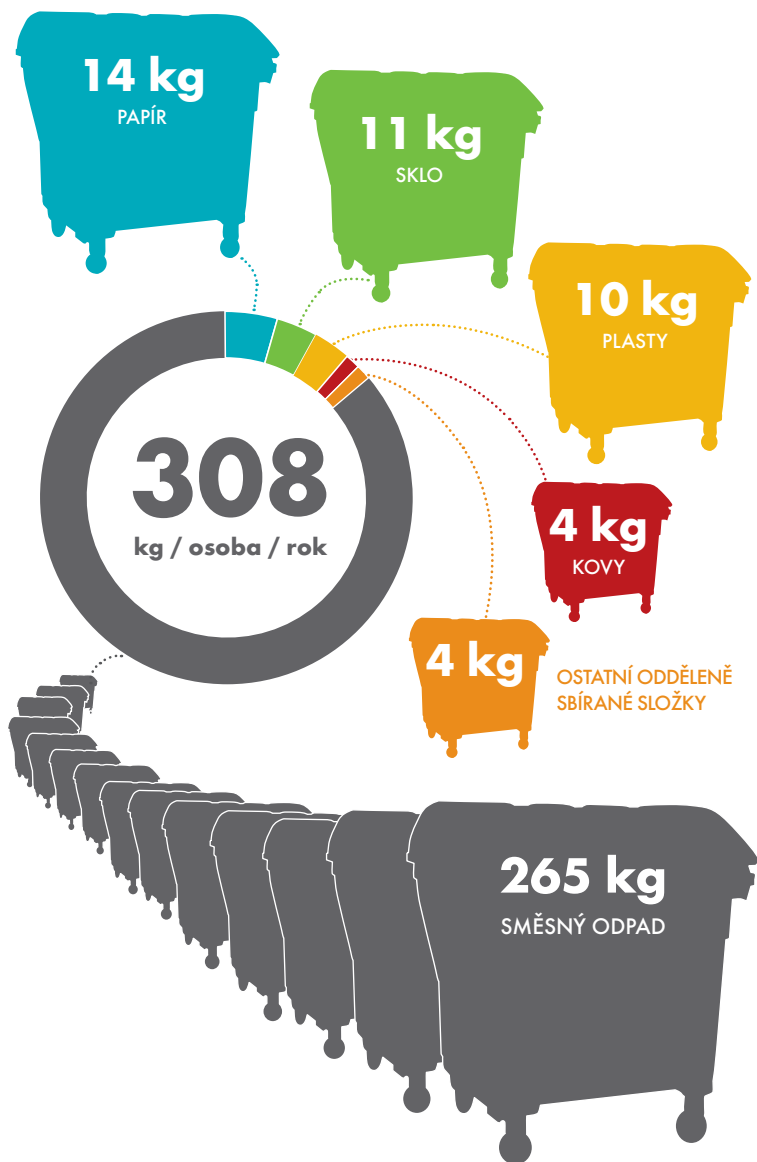 14 kg
PAPÍR
11 kg
SKLO
10 kg
PLASTY
308
kg / osoba / rok
4 kg
KOVY
4 kg
OSTATNÍ ODDĚLENĚ
SBÍRANÉ SLOŽKY
265 kg
SMĚSNÝ ODPAD